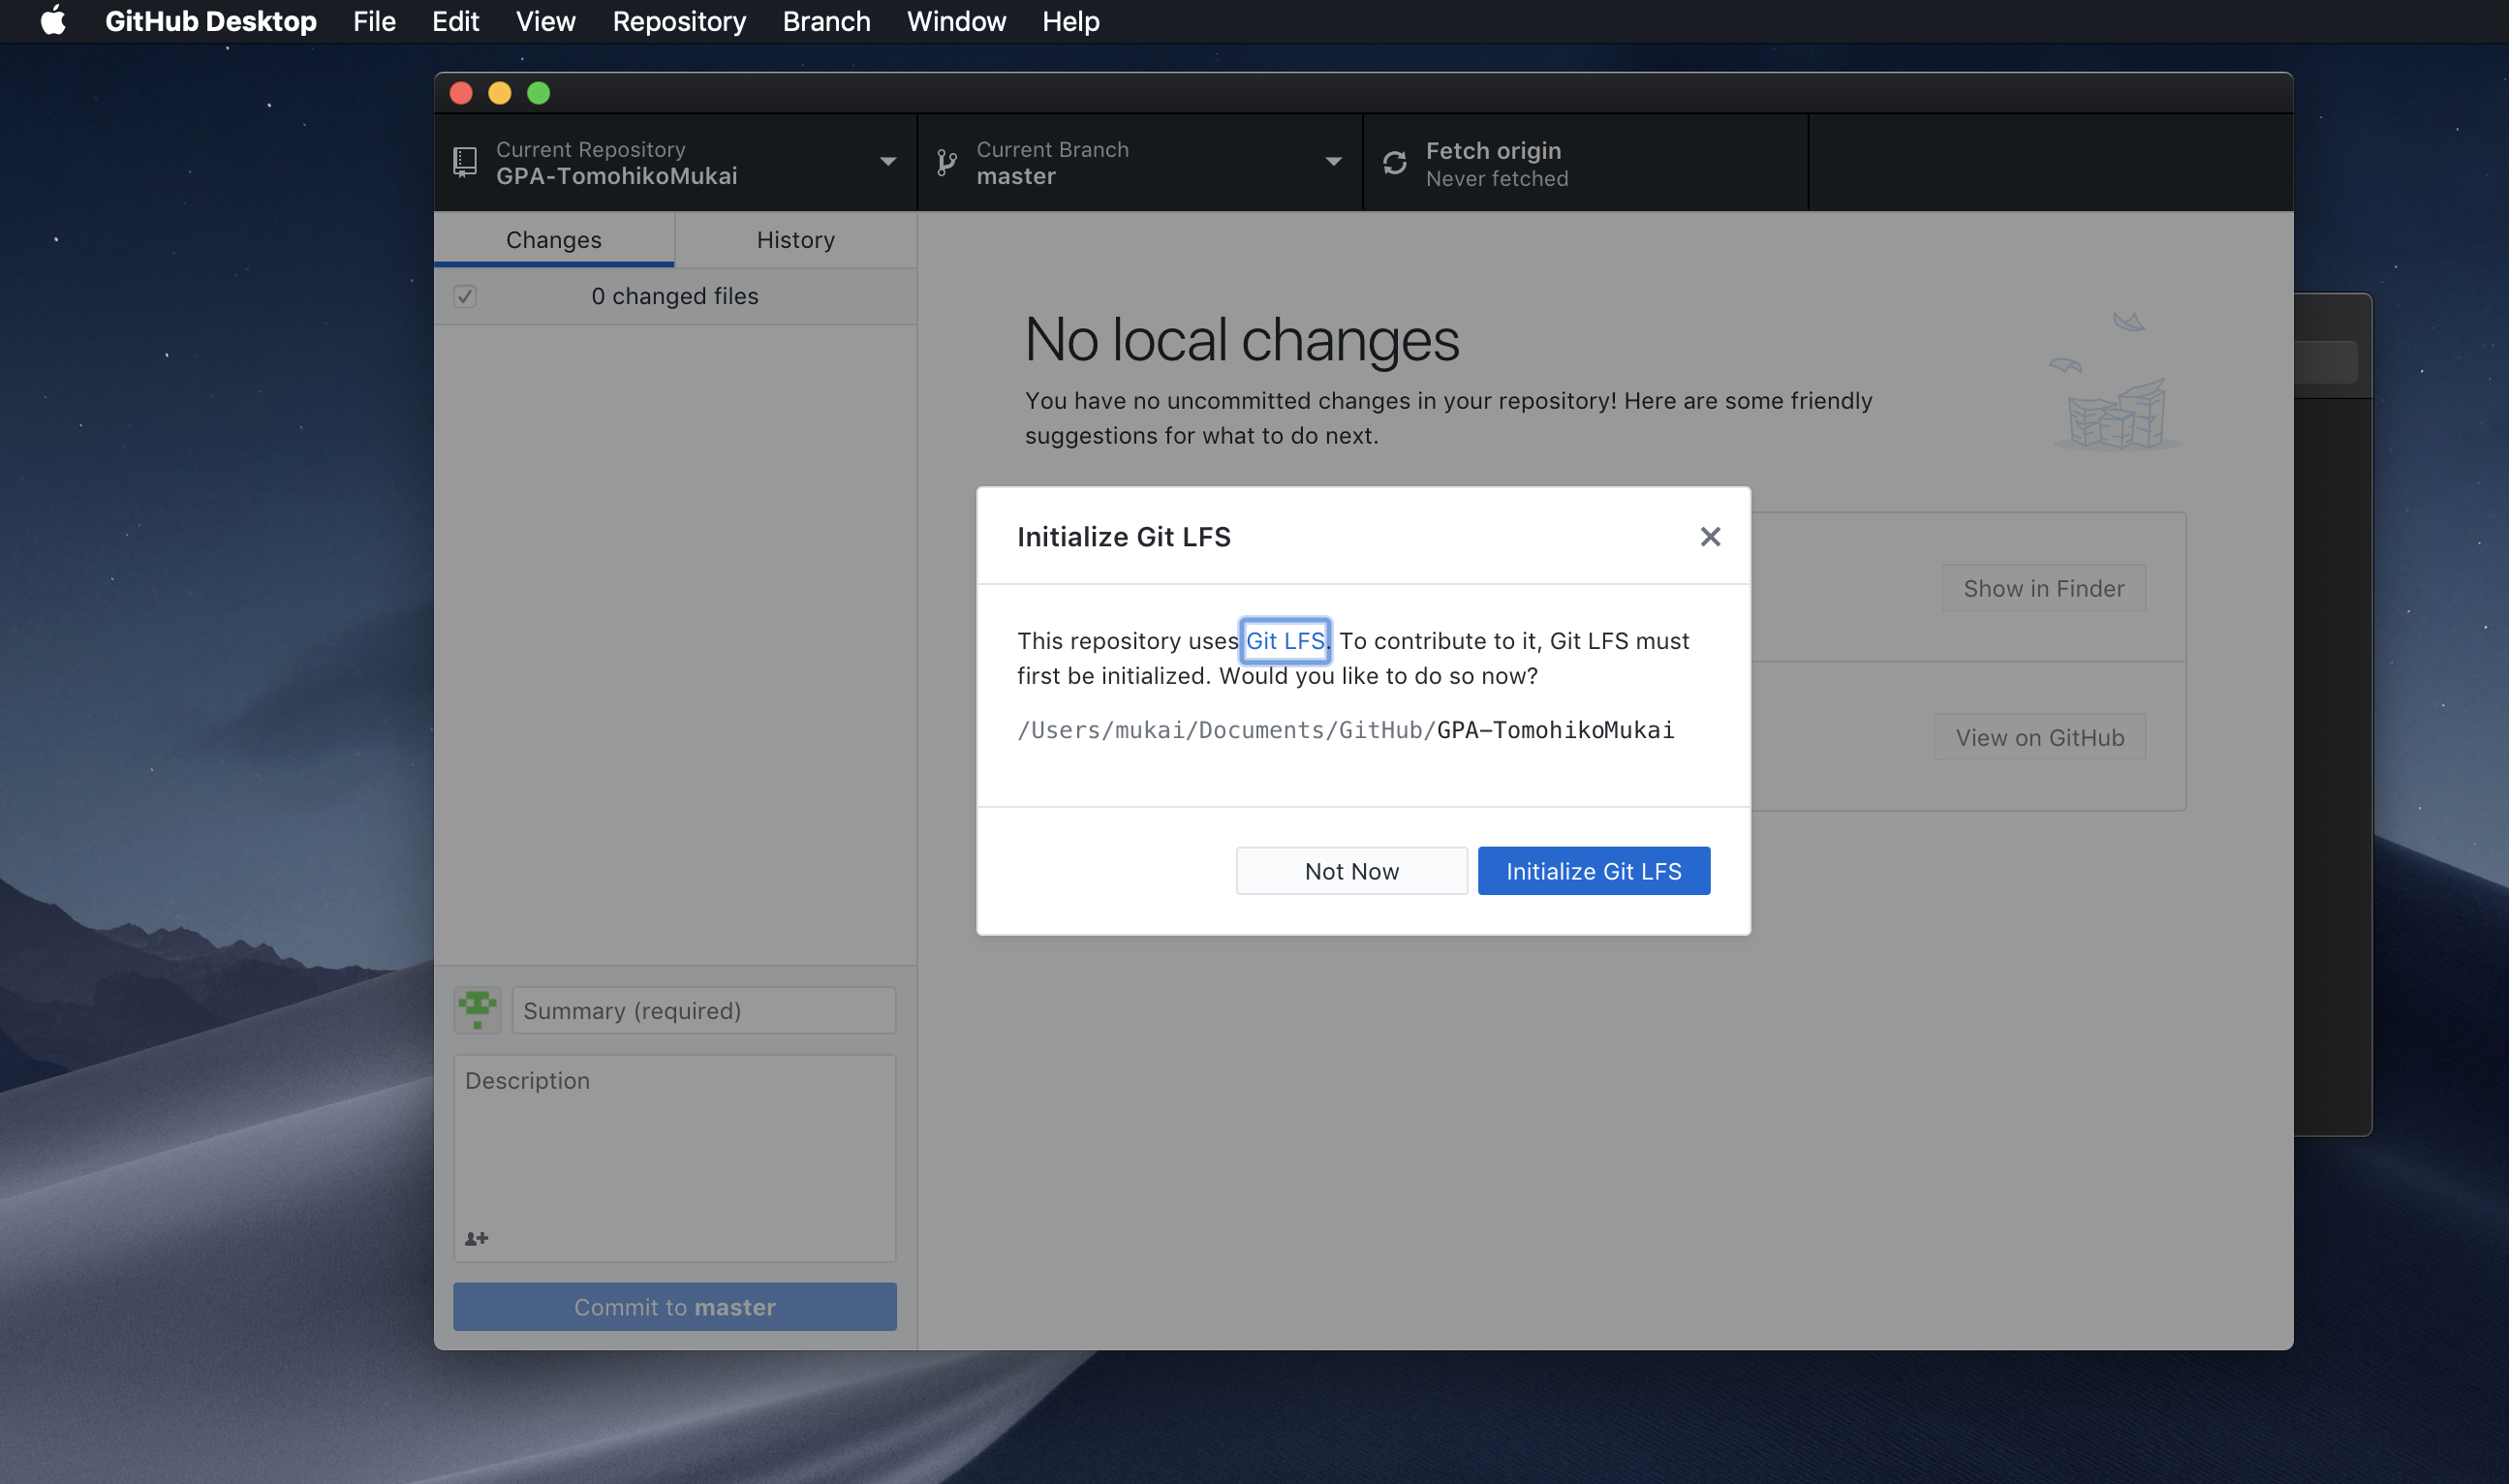 GitHub Desktop File Edit View Repository Branch Window Help
Current Repository
GPA-TomohikoMukai
Current Branch
master
Fetch origin
Never fetched
Changes
History
0 changed files
No local changes
You have no uncommitted changes in your repository! Here are some friendly
suggestions for what to do next.
Initialize Git LFS
This repository uses Git LFS. To contribute to it, Git LFS must
first be initialized. Would you like to do so now?
/Users/mukai/Documents/GitHub/GPA-TomohikoMukai
Not Now
Initialize Git LFS
Show in Finder
View on GitHub
Summary (required)
Description
Commit to master